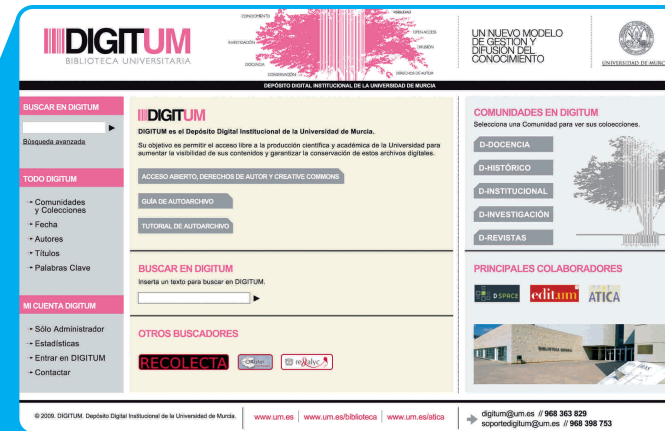 DIGITUM
BIBLIOTECA UNIVERSITARIA
CONOCIMIENTO
OPEN ACCESS
INVESTIGACIÓN
DIFUSIÓN
DOCENCIA
CONSERVACIÓN
DERECHOS DE AUTOR
UN NUEVO MODELO
DE GESTIÓN Y
DIFUSIÓN DEL
CONOCIMIENTO
UNIVERSIDAD DE MURC
DEPÓSITO DIGITAL INSTITUCIONAL DE LA UNIVERSIDAD DE MURCIA
BUSCAR EN DIGITUM
Búsqueda avanzada
TODO DIGITUM
Comunidades
y Colecciones
Fecha
Autores
Títulos
Palabras Clave
MI CUENTA DIGITUM
Sólo Administrador
Estadísticas
Entrar en DIGITUM
Contactar
DIGITUM
DIGITUM es el Depósito Digital Institucional de la Universidad de Murcia.
Su objetivo es permitir el acceso libre a la producción científica y académica de la Universidad para
aumentar la visibilidad de sus contenidos y garantizar la conservación de estos archivos digitales.
ACCESO ABIERTO, DERECHOS DE AUTOR Y CREATIVE COMMONS
GUÍA DE AUTOARCHIVO
TUTORIAL DE AUTOARCHIVO
BUSCAR EN DIGITUM
Inserta un texto para buscar en DIGITUM.
OTROS BUSCADORES
RECOLECTA
redalyc
COMUNIDADES EN DIGITUM
Selecciona una Comunidad para ver sus coloecciones.
D-DOCENCIA
D-HISTÓRICO
D-INSTITUCIONAL
D-INVESTIGACIÓN
D-REVISTAS
PRINCIPALES COLABORADORES
DSPACE
editum
ATICA
BIBLIOTECA GENERAL
© 2009. DIGITUM. Depósito Digital Institucional de la Universidad de Murcia.
www.um.es
www.um.es/biblioteca
www.um.es/atica
digitum@um.es // 968 363 829
soportedigitum@um.es // 968 398 753